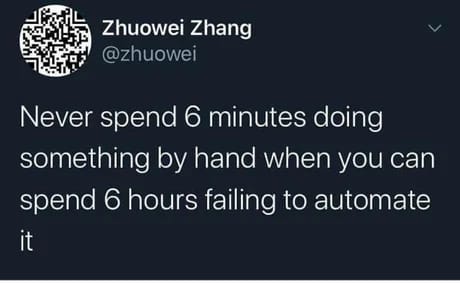 Zhuowei Zhang
@zhuowei
Never spend 6 minutes doing
something by hand when you can
spend 6 hours failing to automate
it